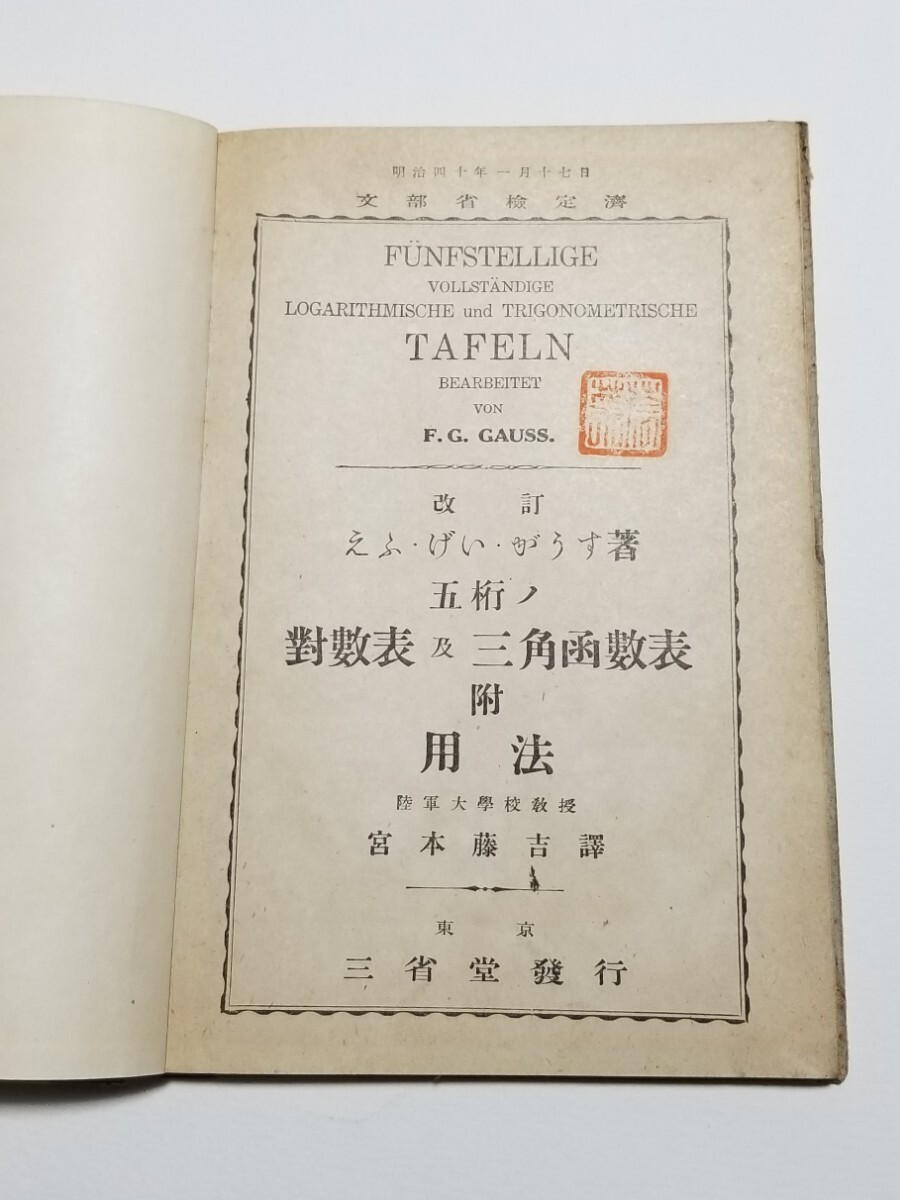 明治四十年一月十七日
文部省檢定濟
FÜNFSTELLIGE
VOLLSTÄNDIGE
LOGARITHMISCHE und TRIGONOMETRISCHE
TAFELN
BEARBEITET
VON
F. G. GAUSS.
改訂
えふ・げい・がうす著
五桁ノ
對數表及三角函數表
附
用法
陸軍大學校敎授
宮本藤吉譯
東京
三省堂發行